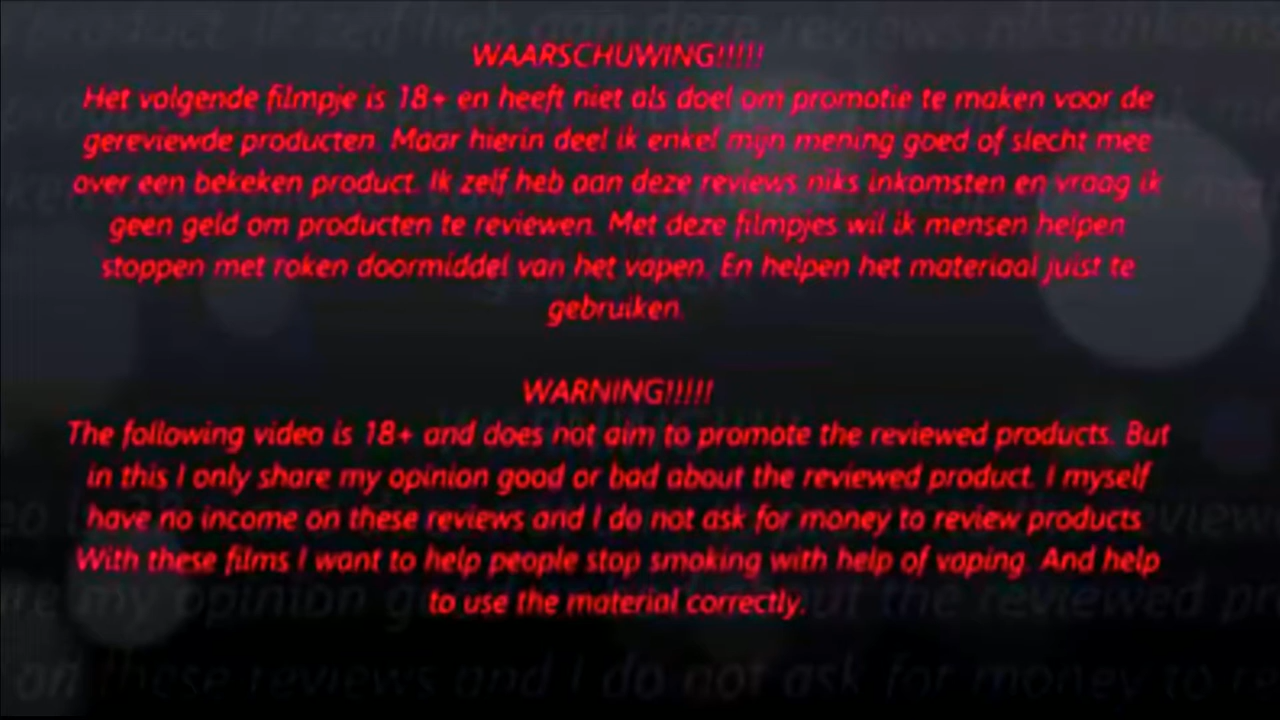 WAARSCHUWING!!!!!
Het volgende filmpje is 18+ en heeft niet als doel om promotie te maken voor de
gereviewde producten. Maar hierin deel ik enkel mijn mening goed of slecht mee
over een bekeken product. Ik zelf heb aan deze reviews niks inkomsten en vraag ik
geen geld om producten te reviewen. Met deze filmpjes wil ik mensen helpen
stoppen met roken doormiddel van het vapen. En helpen het materiaal juist te
gebruiken.
WARNING!!!!!
The following video is 18+ and does not aim to promote the reviewed products. But
in this I only share my opinion good or bad about the reviewed product. I myself
have no income on these reviews and I do not ask for money to review products
With these films I want to help people stop smoking with help of vaping. And help
to use the material correctly.